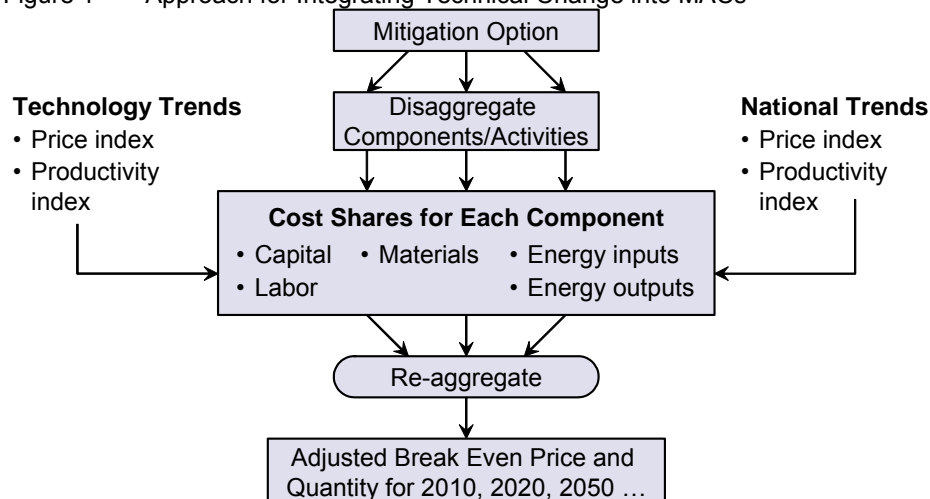 Figure 1 Approach for Integrating Technical Change into MACs
Mitigation Option
Technology Trends
• Price index
• Productivity
index
Disaggregate
Components/Activities
National Trends
• Price index
• Productivity
index
Cost Shares for Each Component
• Capital • Materials • Energy inputs
• Labor • Energy outputs
Re-aggregate
Adjusted Break Even Price and
Quantity for 2010, 2020, 2050 …